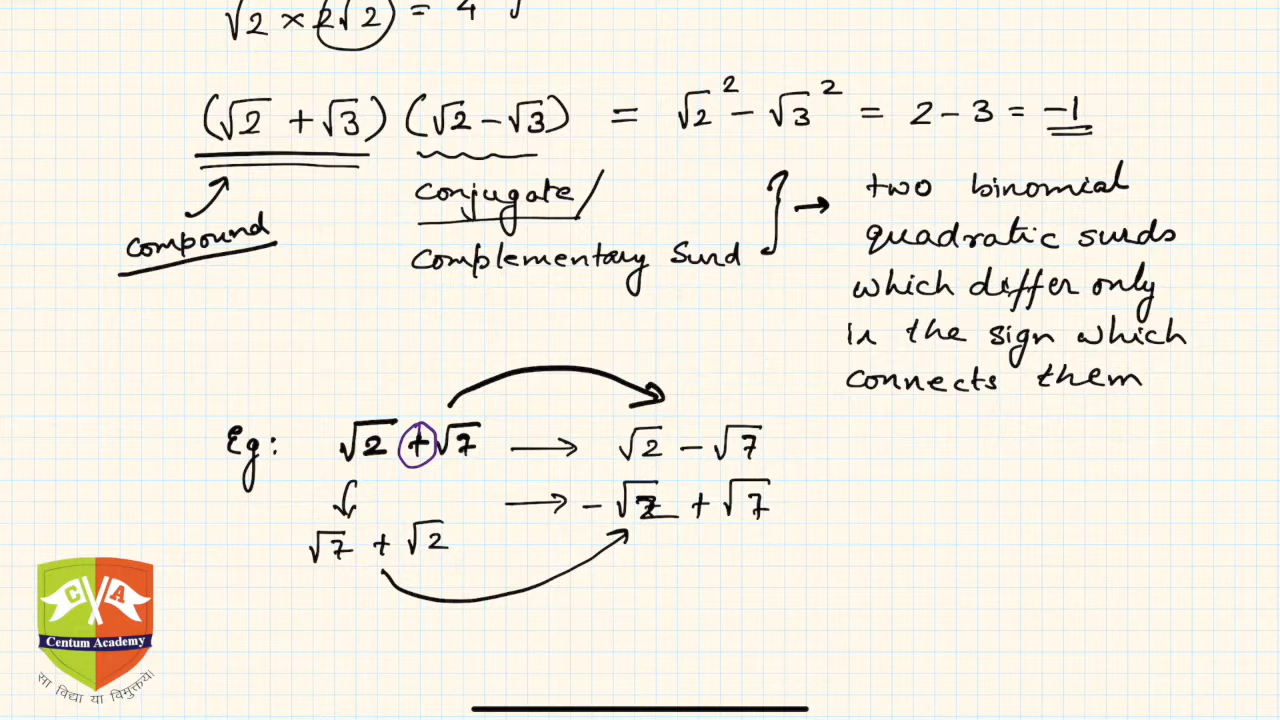 √2 × 2√2 = 4
(√2 + √3) (√2 − √3) = √2² − √3² = 2 − 3 = −1
compound
conjugate/
complementary Surd
two binomial
quadratic surds
which differ only
in the sign which
connects them
Eg: √2 + √7 → √2 − √7
→ − √2 + √7
√7 + √2
CA
Centum Academy
सा विद्या या विमुक्तये।